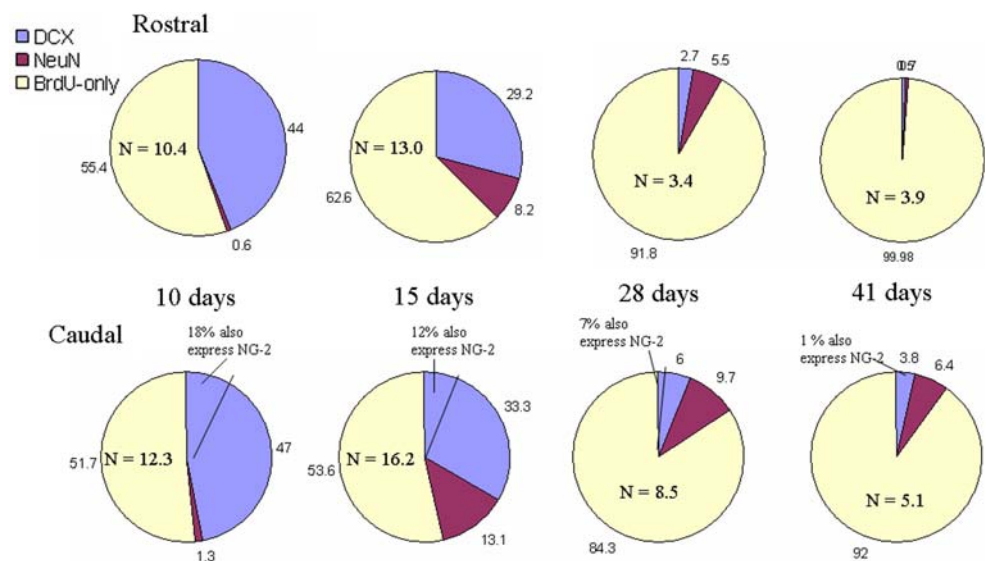 DCX
NeuN
BrdU-only
Rostral
N = 10.4
44
55.4
0.6
N = 13.0
29.2
62.6
8.2
2.7
5.5
N = 3.4
91.8
N = 3.9
99.98
10 days
15 days
28 days
41 days
Caudal
18% also
express NG-2
N = 12.3
51.7
47
1.3
12% also
express NG-2
N = 16.2
33.3
53.6
13.1
7% also
express NG-2
6
9.7
N = 8.5
84.3
1 % also
express NG-2
3.8
6.4
N = 5.1
92